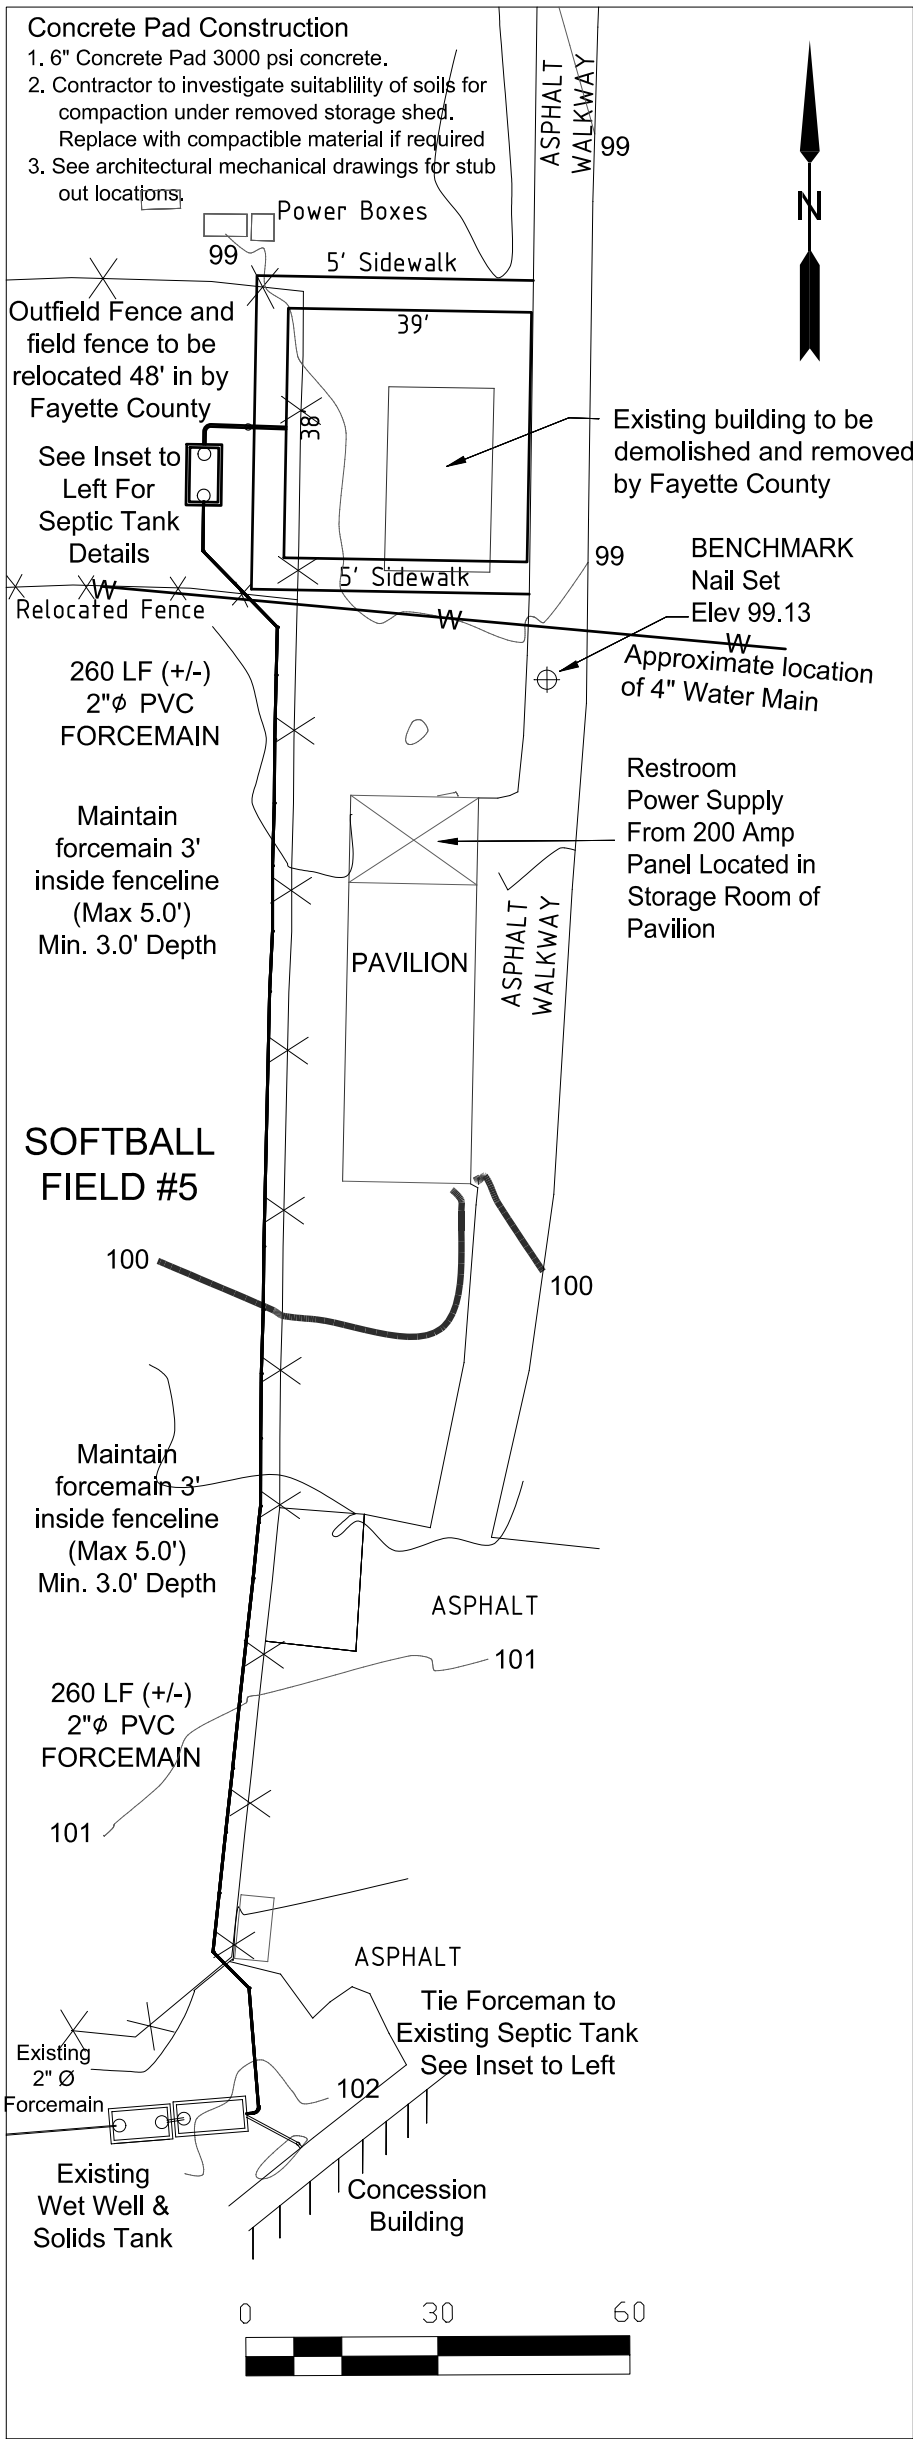 Concrete Pad Construction
1. 6" Concrete Pad 3000 psi concrete.
2. Contractor to investigate suitablility of soils for
compaction under removed storage shed.
Replace with compactible material if required
3. See architectural mechanical drawings for stub
out locations.
ASPHALT
WALKWAY
99
N
Power Boxes
99
5' Sidewalk
39'
38'
Outfield Fence and
field fence to be
relocated 48' in by
Fayette County
Existing building to be
demolished and removed
by Fayette County
See Inset to
Left For
Septic Tank
Details
99
BENCHMARK
Nail Set
Elev 99.13
5' Sidewalk
W
W
W
Relocated Fence
Approximate location
of 4" Water Main
260 LF (+/-)
2"ϕ PVC
FORCEMAIN
Restroom
Power Supply
From 200 Amp
Panel Located in
Storage Room of
Pavilion
Maintain
forcemain 3'
inside fenceline
(Max 5.0')
Min. 3.0' Depth
PAVILION
ASPHALT
WALKWAY
SOFTBALL
FIELD #5
100
100
Maintain
forcemain 3'
inside fenceline
(Max 5.0')
Min. 3.0' Depth
ASPHALT
101
260 LF (+/-)
2"ϕ PVC
FORCEMAIN
101
ASPHALT
Tie Forceman to
Existing Septic Tank
See Inset to Left
Existing
2" Ø
Forcemain
102
Existing
Wet Well &
Solids Tank
Concession
Building
0 30 60